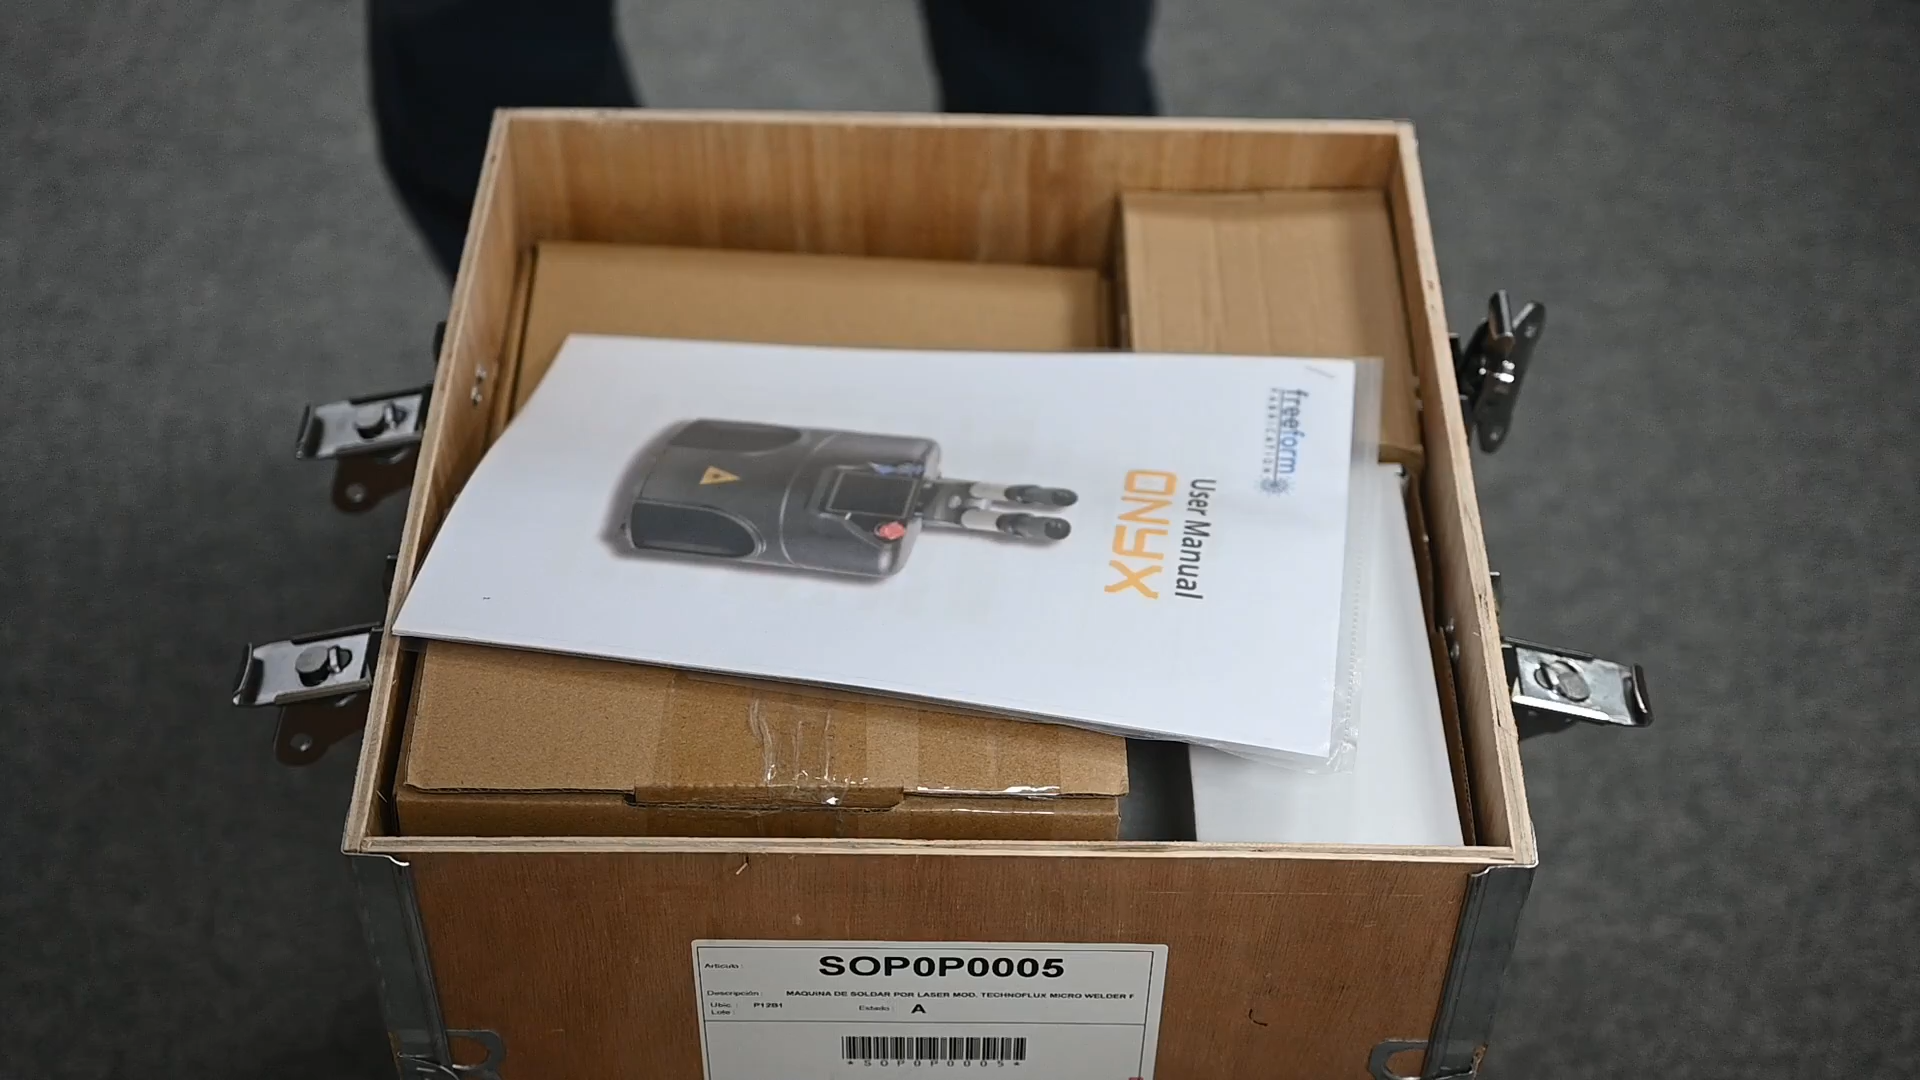 freeform
FABRICATION
User Manual
ONYX
Artículo : SOP0P0005
Descripción : MAQUINA DE SOLDAR POR LASER MOD. TECHNOFLUX MICRO WELDER F
Ubic : P12B1
Lote : Estado : A
*SOP0P0005*